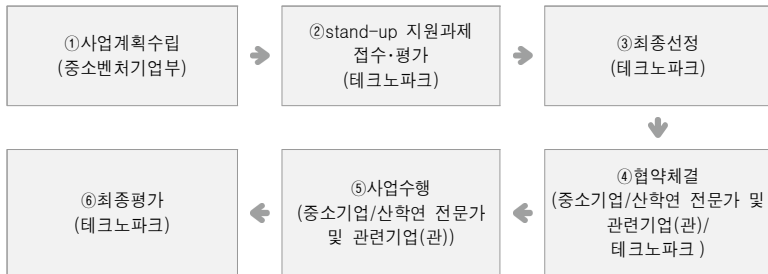 ①사업계획수립
(중소벤처기업부)
②stand-up 지원과제
접수·평가
(테크노파크)
③최종선정
(테크노파크)
④협약체결
(중소기업/산학연 전문가 및
관련기업(관)/
테크노파크 )
⑤사업수행
(중소기업/산학연 전문가
및 관련기업(관))
⑥최종평가
(테크노파크)